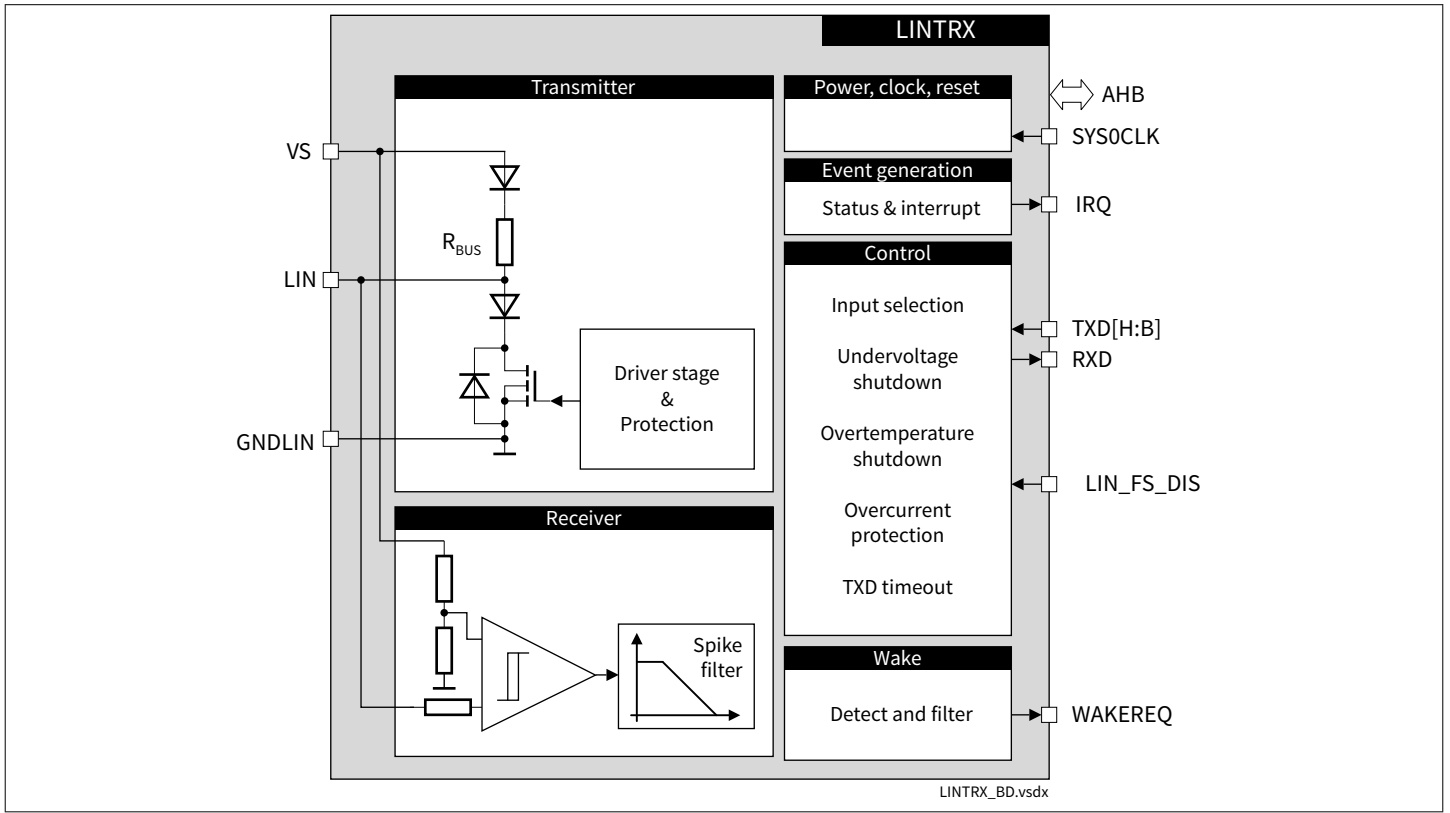 LINTRX
Transmitter
Power, clock, reset
AHB
SYS0CLK
VS
Event generation
Status & interrupt
IRQ
RBUS
Control
LIN
Input selection
TXD[H:B]
RXD
Undervoltage
shutdown
Driver stage
&
Protection
GNDLIN
Overtemperature
shutdown
LIN_FS_DIS
Overcurrent
protection
Receiver
TXD timeout
Spike
filter
Wake
Detect and filter
WAKEREQ
LINTRX_BD.vsdx